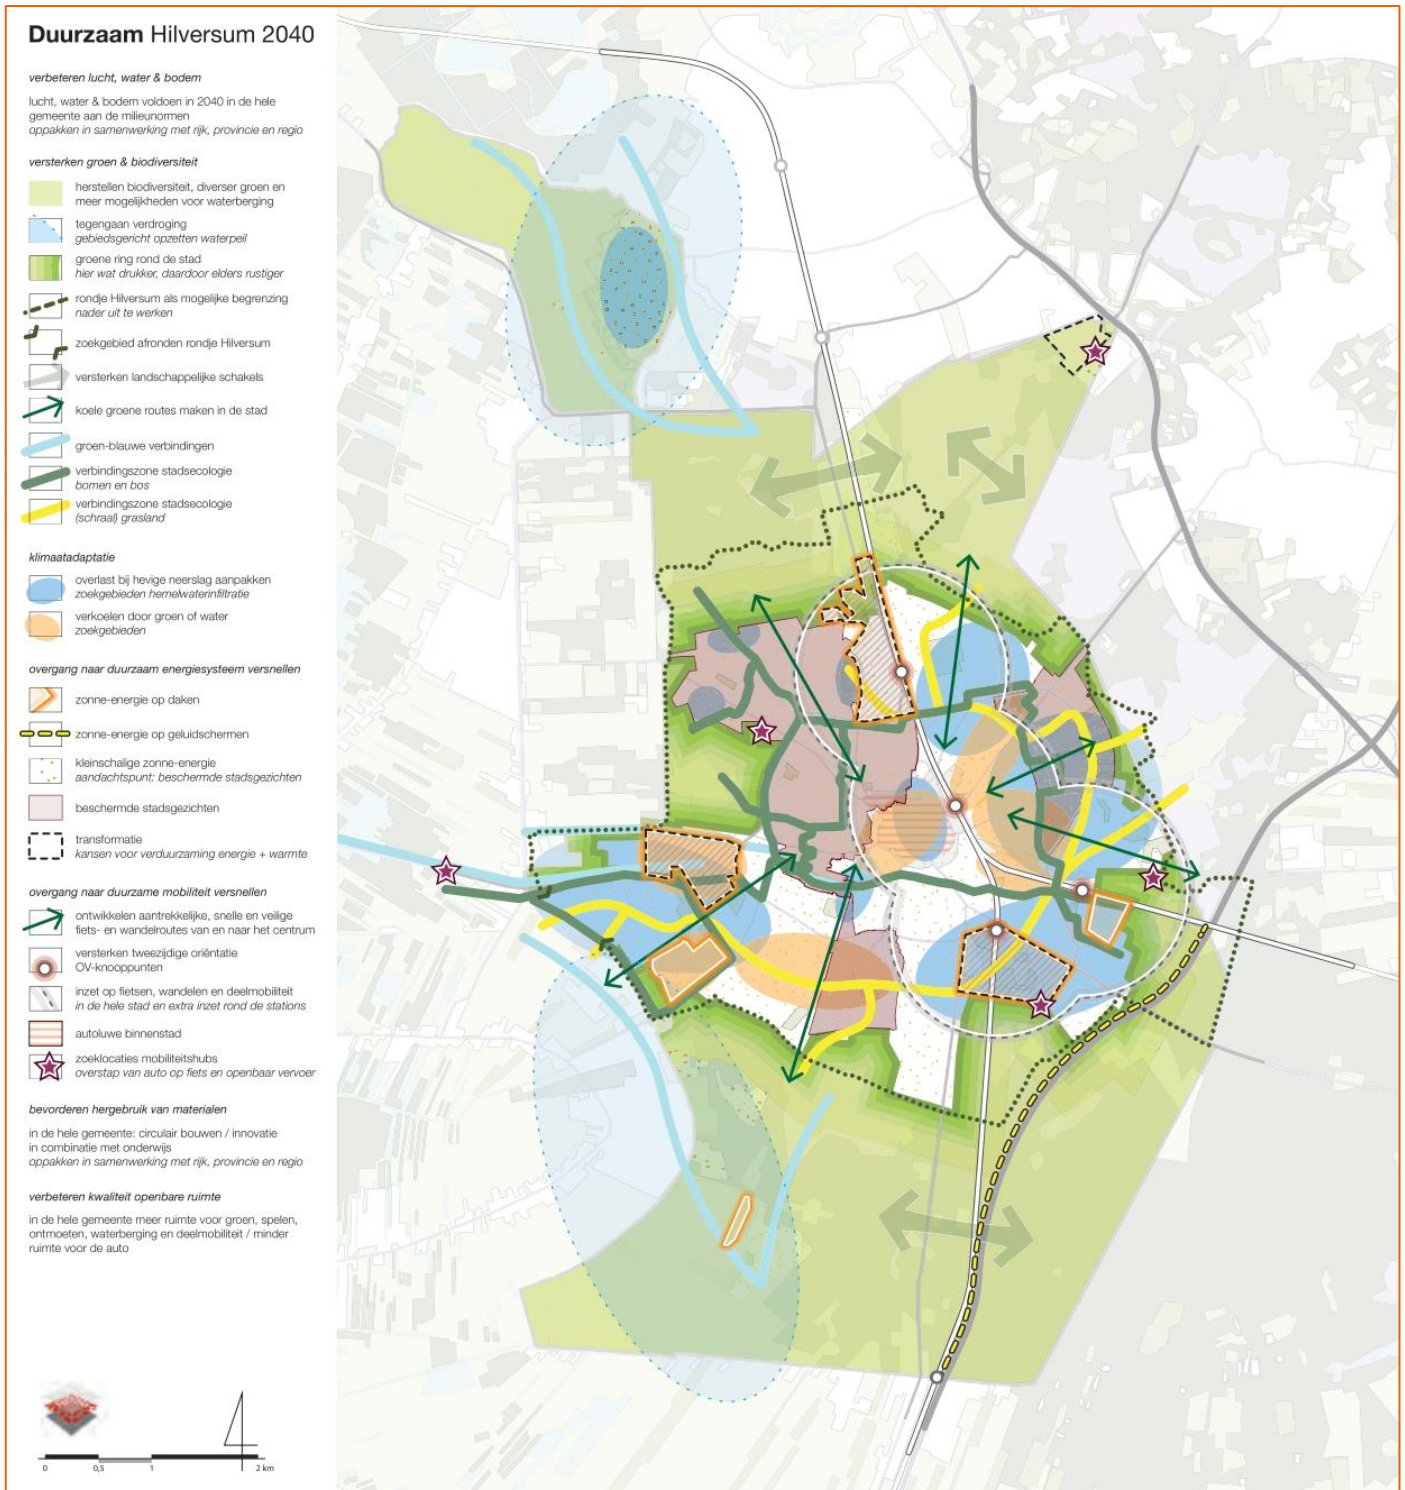 Duurzaam Hilversum 2040
verbeteren lucht, water & bodem
lucht, water & bodem voldoen in 2040 in de hele
gemeente aan de milieunormen
oppakken in samenwerking met rijk, provincie en regio
versterken groen & biodiversiteit
herstellen biodiversiteit, diverser groen en
meer mogelijkheden voor waterberging
tegengaan verdroging
gebiedsgericht opzetten waterpeil
groene ring rond de stad
hier wat drukker, daardoor elders rustiger
rondje Hilversum als mogelijke begrenzing
nader uit te werken
zoekgebied afronden rondje Hilversum
versterken landschappelijke schakels
koele groene routes maken in de stad
groen-blauwe verbindingen
verbindingszone stadsecologie
bomen en bos
verbindingszone stadsecologie
(schraal) grasland
klimaatadaptatie
overlast bij hevige neerslag aanpakken
zoekgebieden hemelwaterinfiltratie
verkoelen door groen of water
zoekgebieden
overgang naar duurzaam energiesysteem versnellen
zonne-energie op daken
zonne-energie op geluidschermen
kleinschalige zonne-energie
aandachtspunt: beschermde stadsgezichten
beschermde stadsgezichten
transformatie
kansen voor verduurzaming energie + warmte
overgang naar duurzame mobiliteit versnellen
ontwikkelen aantrekkelijke, snelle en veilige
fiets- en wandelroutes van en naar het centrum
versterken tweezijdige oriëntatie
OV-knooppunten
inzet op fietsen, wandelen en deelmobiliteit
in de hele stad en extra inzet rond de stations
autoluwe binnenstad
zoeklocaties mobiliteitshubs
overstap van auto op fiets en openbaar vervoer
bevorderen hergebruik van materialen
in de hele gemeente: circulair bouwen / innovatie
in combinatie met onderwijs
oppakken in samenwerking met rijk, provincie en regio
verbeteren kwaliteit openbare ruimte
in de hele gemeente meer ruimte voor groen, spelen,
ontmoeten, waterberging en deelmobiliteit / minder
ruimte voor de auto
0 0,5 1 2 km